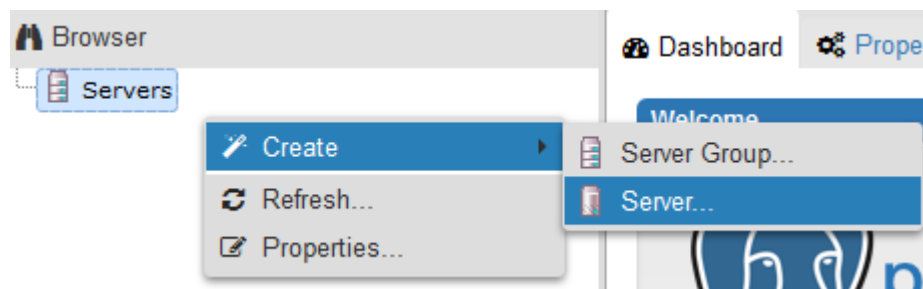 Browser
Servers
Dashboard
Prope
Welcome
Create
Refresh...
Properties...
Server Group...
Server...
p